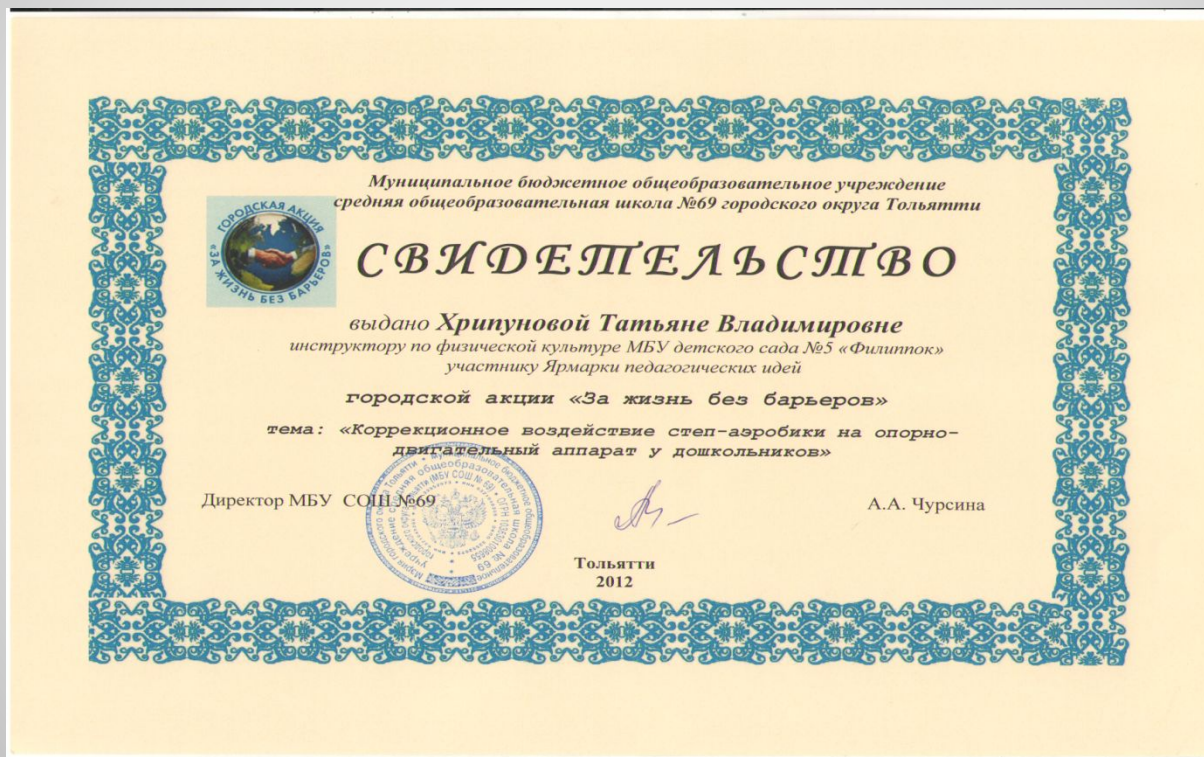 Муниципальное бюджетное общеобразовательное учреждение
средняя общеобразовательная школа №69 городского округа Тольятти
ГОРОДСКАЯ АКЦИЯ
«ЗА ЖИЗНЬ БЕЗ БАРЬЕРОВ»
СВИДЕТЕЛЬСТВО
выдано Хрипуновой Татьяне Владимировне
инструктору по физической культуре МБУ детского сада №5 «Филиппок»
участнику Ярмарки педагогических идей
городской акции «За жизнь без барьеров»
тема: «Коррекционное воздействие степ-аэробики на опорно-
двигательный аппарат у дошкольников»
Директор МБУ СОШ №69
А.А. Чурсина
Тольятти
2012